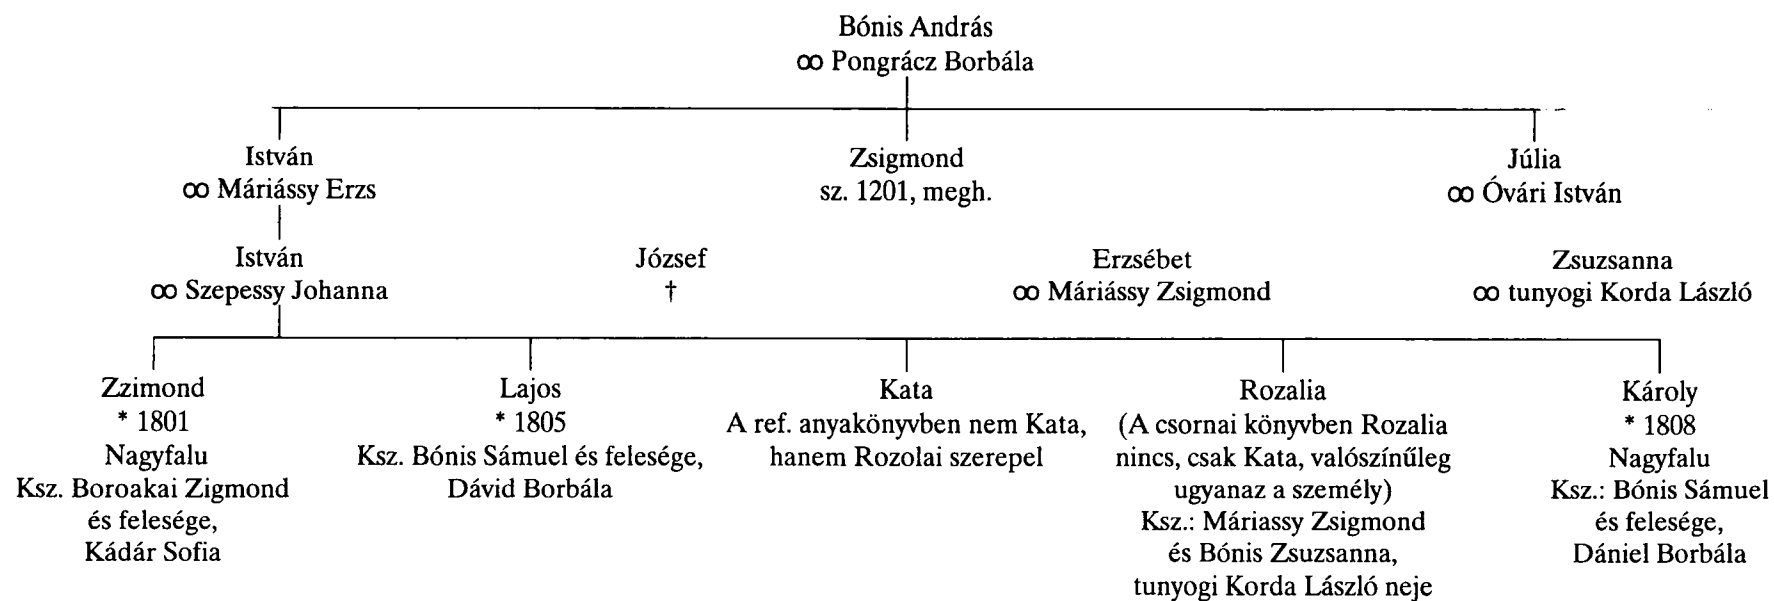 Bónis András
ꝏ Pongrácz Borbála
István
ꝏ Máriássy Erzs
Zsigmond
sz. 1201, megh.
Júlia
ꝏ Óvári István
István
ꝏ Szepessy Johanna
József
†
Erzsébet
ꝏ Máriássy Zsigmond
Zsuzsanna
ꝏ tunyogi Korda László
Zzimond
* 1801
Nagyfalu
Ksz. Boroakai Zigmond
és felesége,
Kádár Sofia
Lajos
* 1805
Ksz. Bónis Sámuel és felesége,
Dávid Borbála
Kata
A ref. anyakönyvben nem Kata,
hanem Rozolai szerepel
Rozalia
(A csornai könyvben Rozalia
nincs, csak Kata, valószínűleg
ugyanaz a személy)
Ksz.: Máriassy Zsigmond
és Bónis Zsuzsanna,
tunyogi Korda László neje
Károly
* 1808
Nagyfalu
Ksz.: Bónis Sámuel
és felesége,
Dániel Borbála